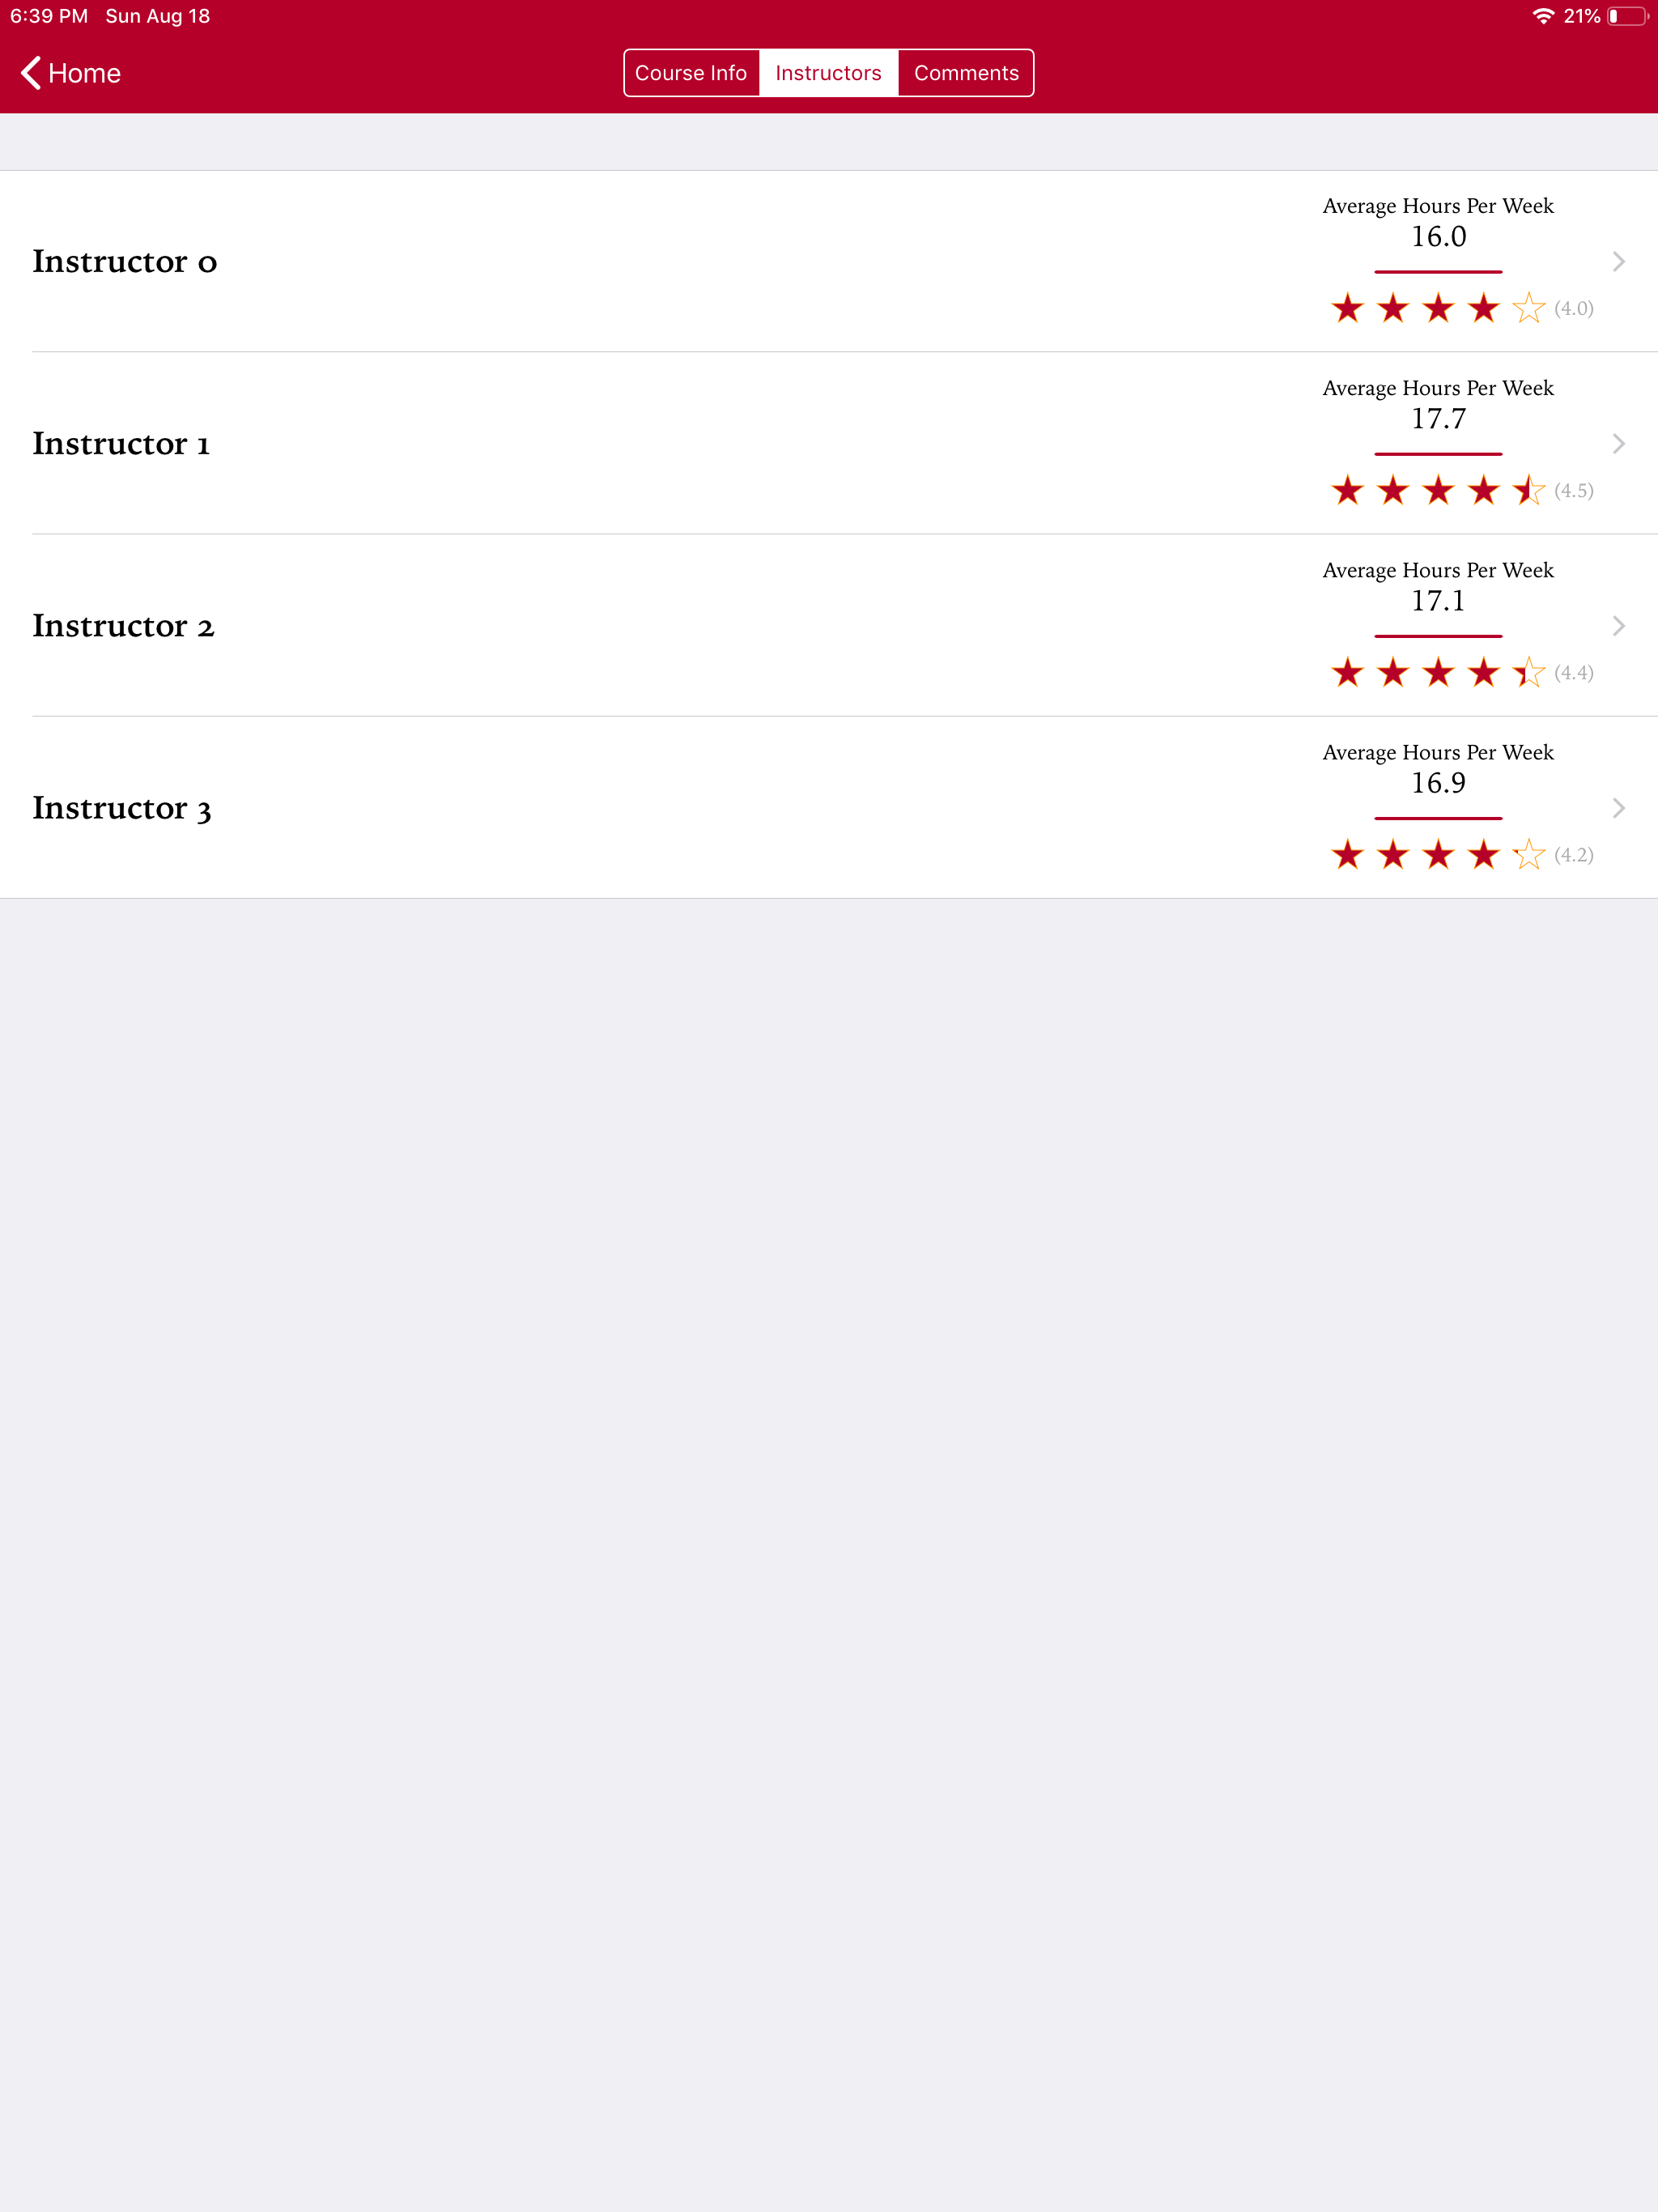 6:39 PM Sun Aug 18 21%
Home Course Info Instructors Comments
Average Hours Per Week
16.0
Instructor 0
(4.0)
Average Hours Per Week
17.7
Instructor 1
(4.5)
Average Hours Per Week
17.1
Instructor 2
(4.4)
Average Hours Per Week
16.9
Instructor 3
(4.2)